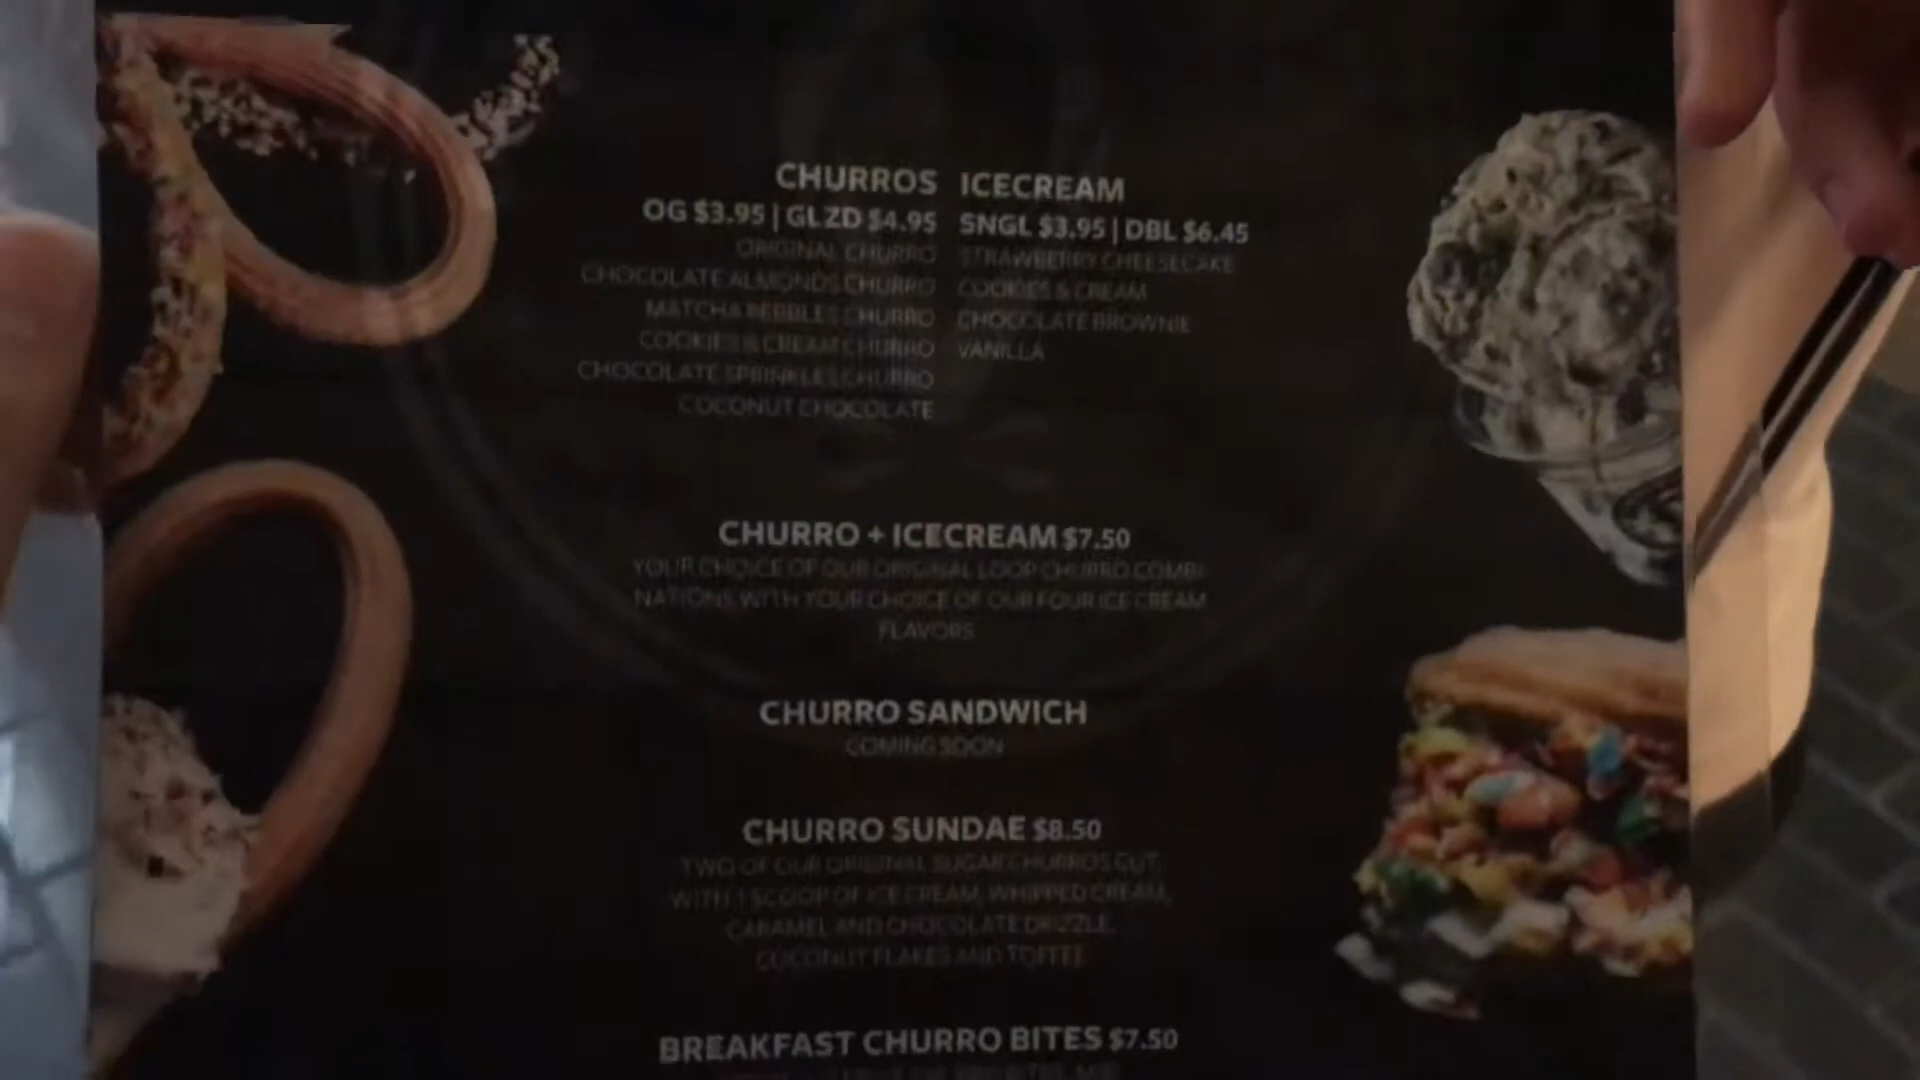 CHURROS
OG $3.95 | GLZD $4.95
ORIGINAL CHURRO
CHOCOLATE ALMONDS CHURRO
MATCHA PEBBLES CHURRO
COOKIES & CREAM CHURRO
CHOCOLATE SPRINKLES CHURRO
COCONUT CHOCOLATE
ICECREAM
SNGL $3.95 | DBL $6.45
STRAWBERRY CHEESECAKE
COOKIES & CREAM
CHOCOLATE BROWNIE
VANILLA
CHURRO + ICECREAM $7.50
YOUR CHOICE OF OUR ORIGINAL LOOP CHURRO COMBI-
NATIONS WITH YOUR CHOICE OF OUR FOUR ICE CREAM
FLAVORS
CHURRO SANDWICH
COMING SOON
CHURRO SUNDAE $8.50
TWO OF OUR ORIGINAL SUGAR CHURROS CUT
WITH 1 SCOOP OF ICE CREAM, WHIPPED CREAM,
CARAMEL AND CHOCOLATE DRIZZLE,
COCONUT FLAKES AND TOFFEE
BREAKFAST CHURRO BITES $7.50